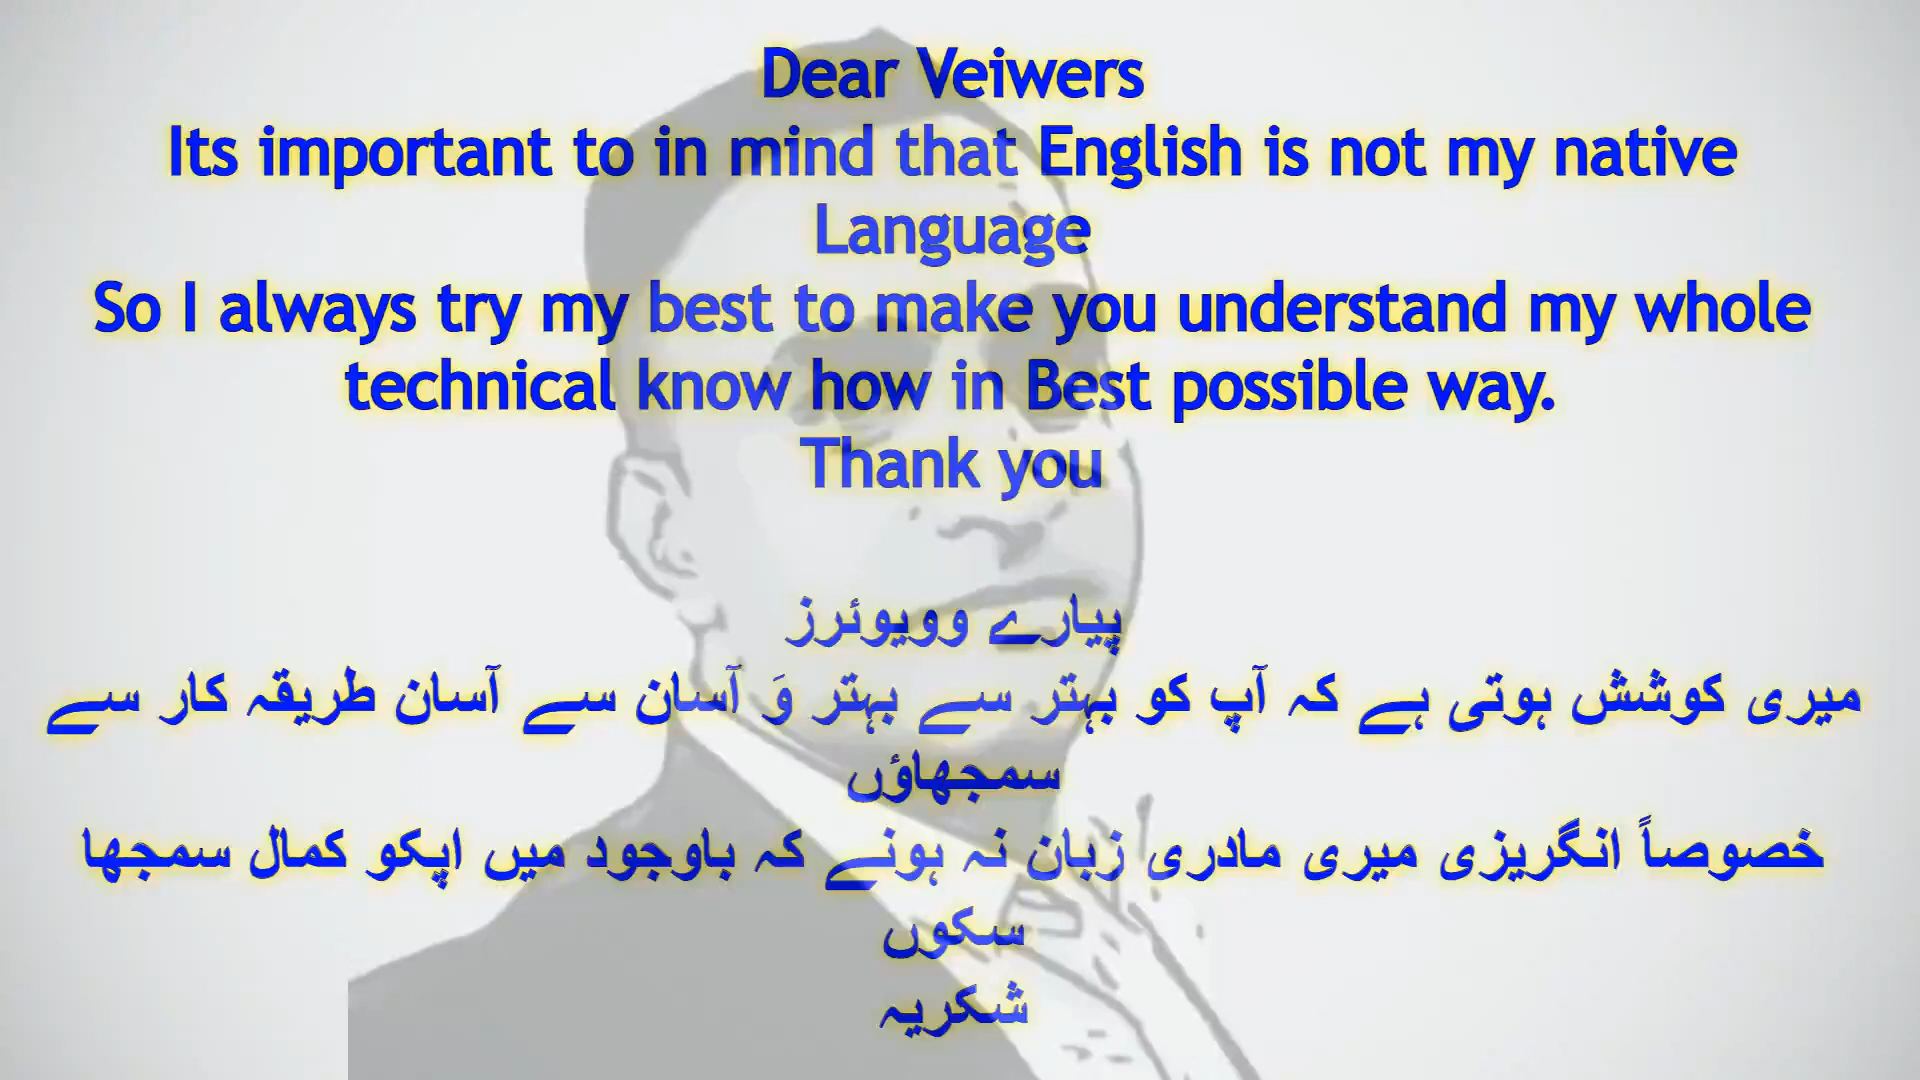 Dear Veiwers
Its important to in mind that English is not my native
Language
So I always try my best to make you understand my whole
technical know how in Best possible way.
Thank you
پیارے وویوئرز
میری کوشش ہوتی ہے کہ آپ کو بہتر سے بہتر وَ آسان سے آسان طریقہ کار سے
سمجھاؤں
خصوصاً انگریزی میری مادری زبان نہ ہونے کہ باوجود میں اپکو کمال سمجھا
سکوں
شکریہ